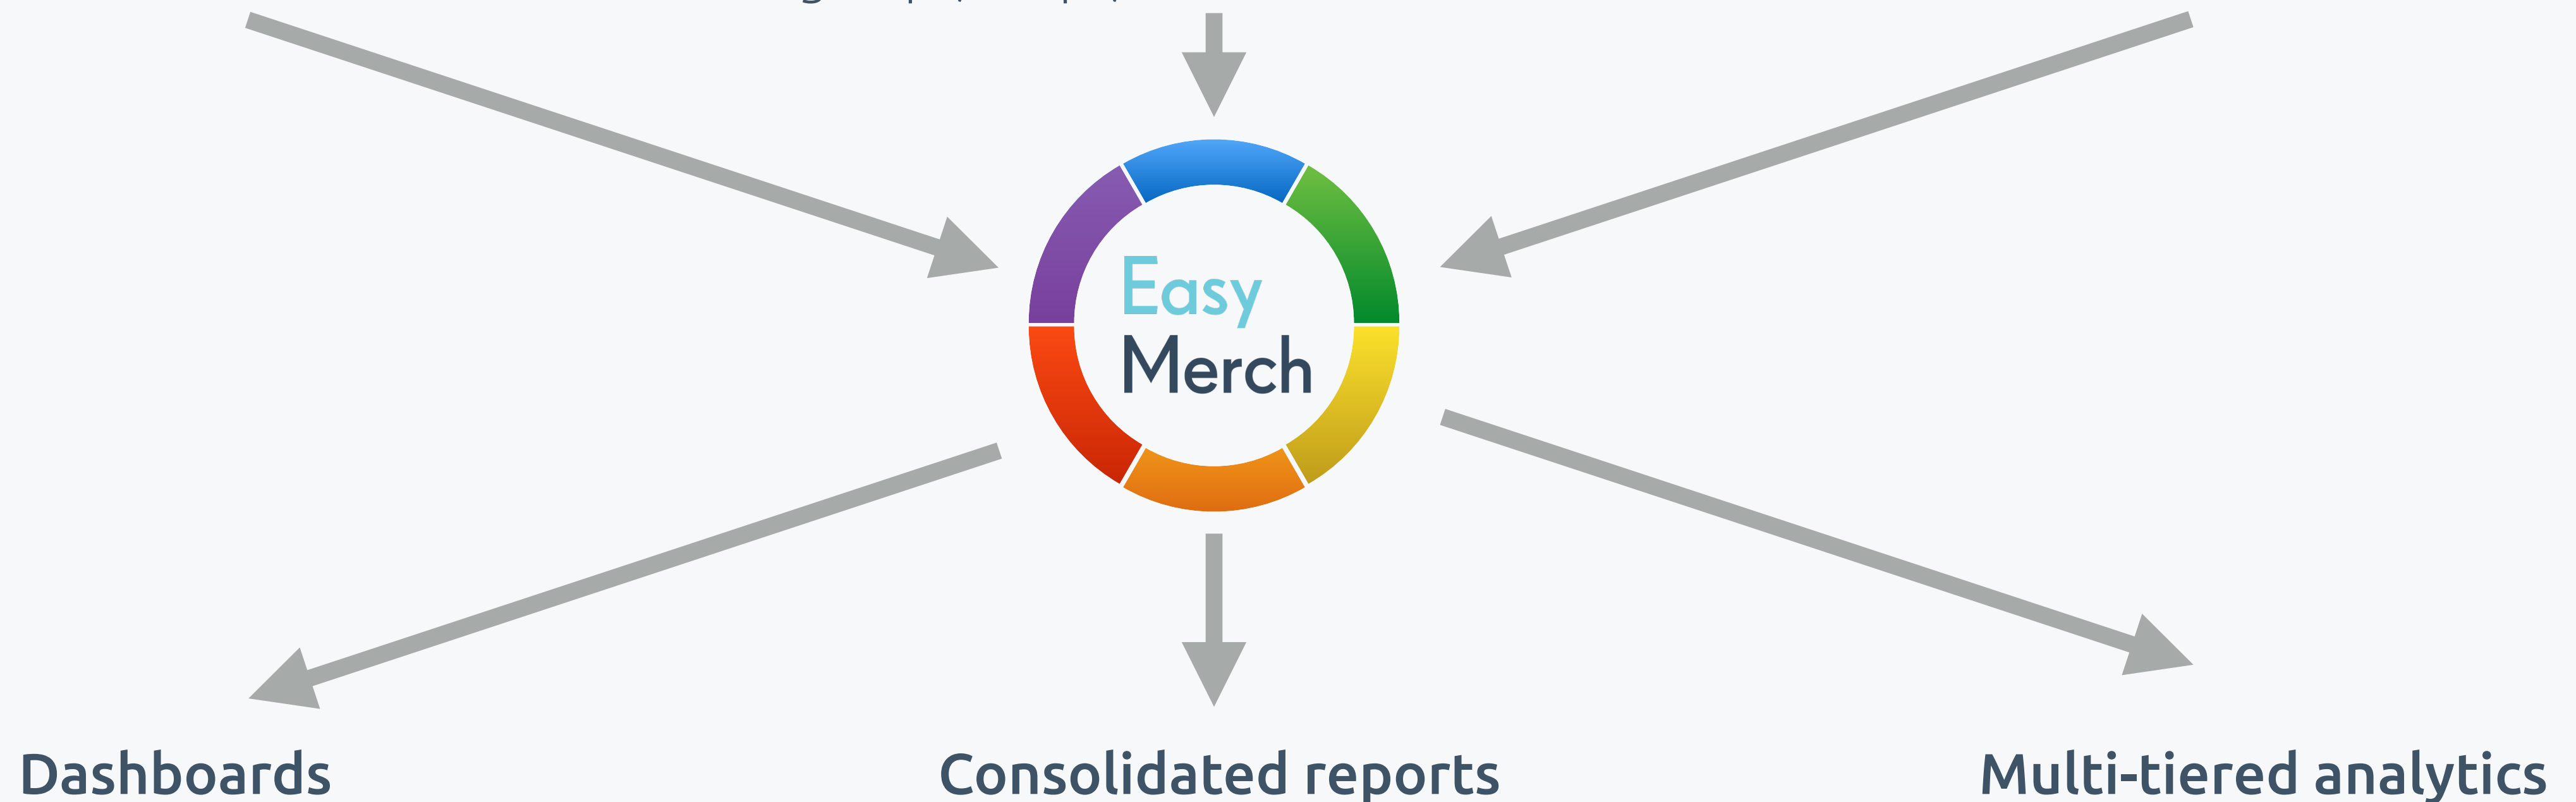 Easy
Merch
Dashboards
Consolidated reports
Multi-tiered analytics